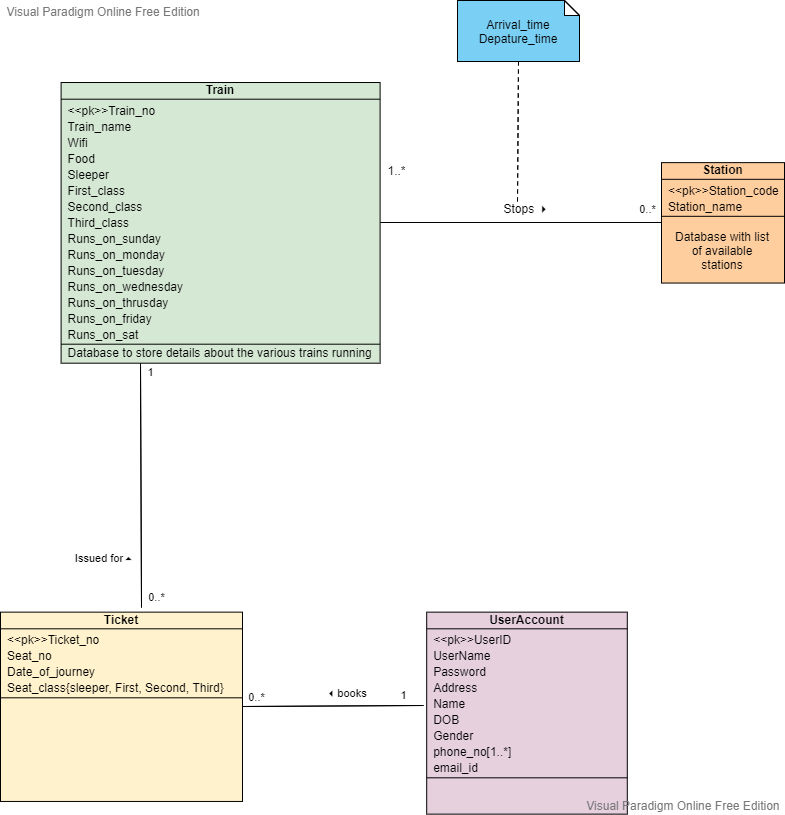 Visual Paradigm Online Free Edition
Arrival_time
Depature_time
Train
<<pk>>Train_no
Train_name
Wifi
Food
Sleeper
First_class
Second_class
Third_class
Runs_on_sunday
Runs_on_monday
Runs_on_tuesday
Runs_on_wednesday
Runs_on_thrusday
Runs_on_friday
Runs_on_sat
Database to store details about the various trains running
1..*
Stops
0..*
Station
<<pk>>Station_code
Station_name
Database with list
of available
stations
1
Issued for
0..*
Ticket
<<pk>>Ticket_no
Seat_no
Date_of_journey
Seat_class{sleeper, First, Second, Third}
0..*
books
1
UserAccount
<<pk>>UserID
UserName
Password
Address
Name
DOB
Gender
phone_no[1..*]
email_id
Visual Paradigm Online Free Edition